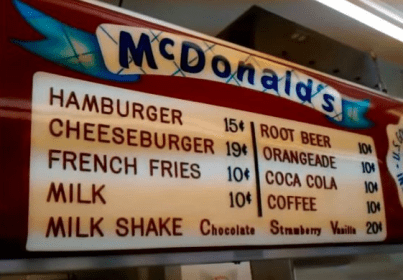 McDonald's
HAMBURGER 15¢
CHEESEBURGER 19¢
FRENCH FRIES 10¢
MILK 10¢
ROOT BEER 10¢
ORANGEADE 10¢
COCA COLA 10¢
COFFEE 10¢
MILK SHAKE Chocolate Strawberry Vanilla 20¢